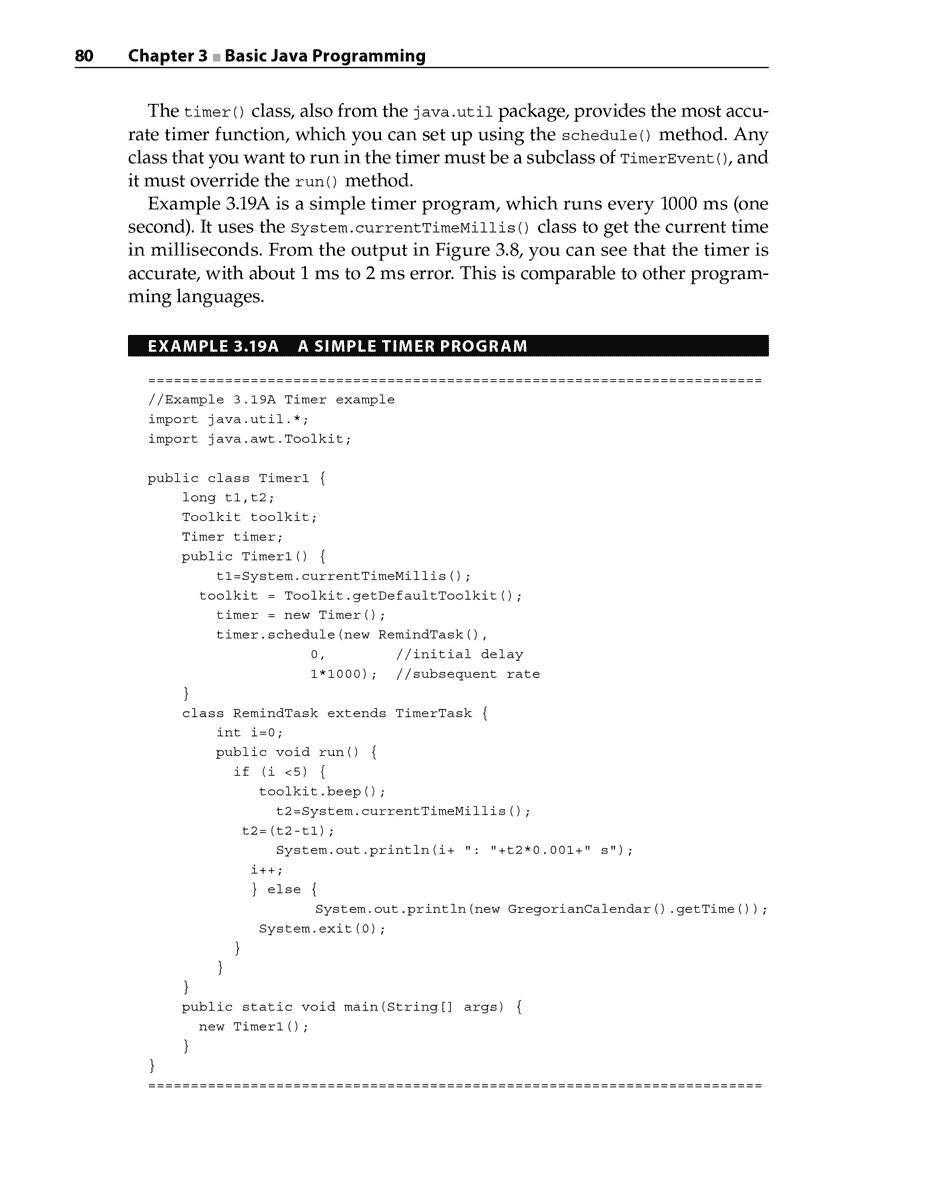 80 Chapter 3 ■ Basic Java Programming
The timer() class, also from the java.util package, provides the most accu-
rate timer function, which you can set up using the schedule() method. Any
class that you want to run in the timer must be a subclass of TimerEvent(), and
it must override the run() method.
Example 3.19A is a simple timer program, which runs every 1000 ms (one
second). It uses the System.currentTimeMillis() class to get the current time
in milliseconds. From the output in Figure 3.8, you can see that the timer is
accurate, with about 1 ms to 2 ms error. This is comparable to other program-
ming languages.
EXAMPLE 3.19A A SIMPLE TIMER PROGRAM
========================================================================
//Example 3.19A Timer example
import java.util.*;
import java.awt.Toolkit;
public class Timer1 {
    long t1,t2;
    Toolkit toolkit;
    Timer timer;
    public Timer1() {
        t1=System.currentTimeMillis();
      toolkit = Toolkit.getDefaultToolkit();
        timer = new Timer();
        timer.schedule(new RemindTask(),
                   0,        //initial delay
                   1*1000);  //subsequent rate
    }
    class RemindTask extends TimerTask {
        int i=0;
        public void run() {
          if (i <5) {
             toolkit.beep();
               t2=System.currentTimeMillis();
           t2=(t2-t1);
               System.out.println(i+ ": "+t2*0.001+" s");
            i++;
            } else {
                    System.out.println(new GregorianCalendar().getTime());
             System.exit(0);
          }
        }
    }
    public static void main(String[] args) {
      new Timer1();
    }
}
========================================================================